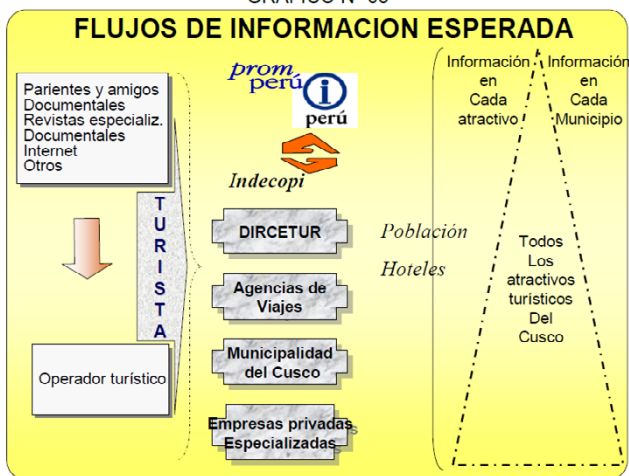 FLUJOS DE INFORMACION ESPERADA
Parientes y amigos
Documentales
Revistas especializ.
Documentales
Internet
Otros
Operador turístico
TURISTA
prom
perú
i
perú
Indecopi
DIRCETUR
Agencias de
Viajes
Municipalidad
del Cusco
Empresas privadas
Especializadas
Población
Hoteles
Información
en
Cada
atractivo
Información
en
Cada
Municipio
Todos
Los
atractivos
turísticos
Del
Cusco